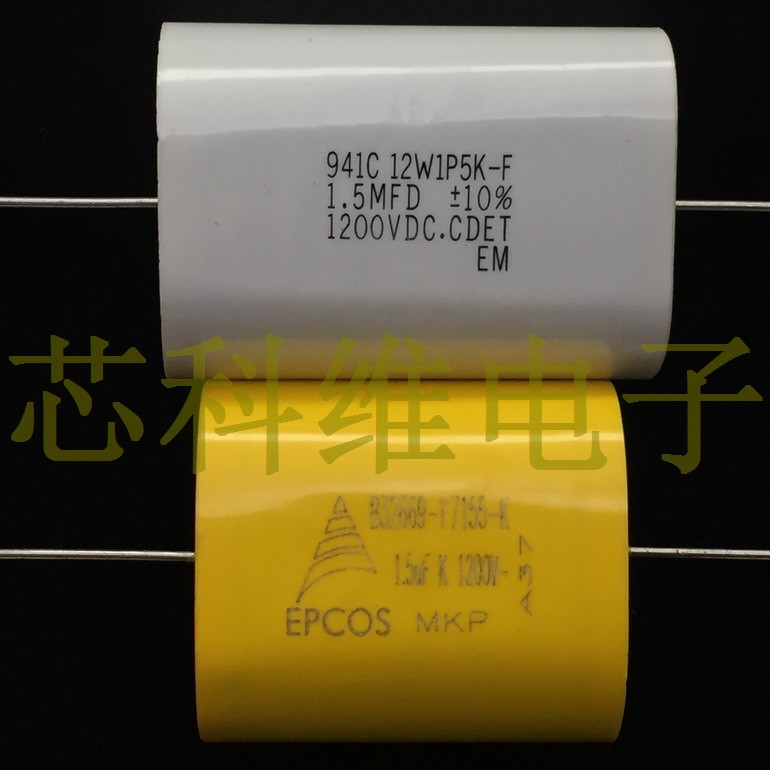 941C 12W1P5K-F
1.5MFD ±10%
1200VDC.CDET
EM
芯科维电子
B32669-Y7155-K
1.5uF K 1200V-
A37
EPCOS MKP